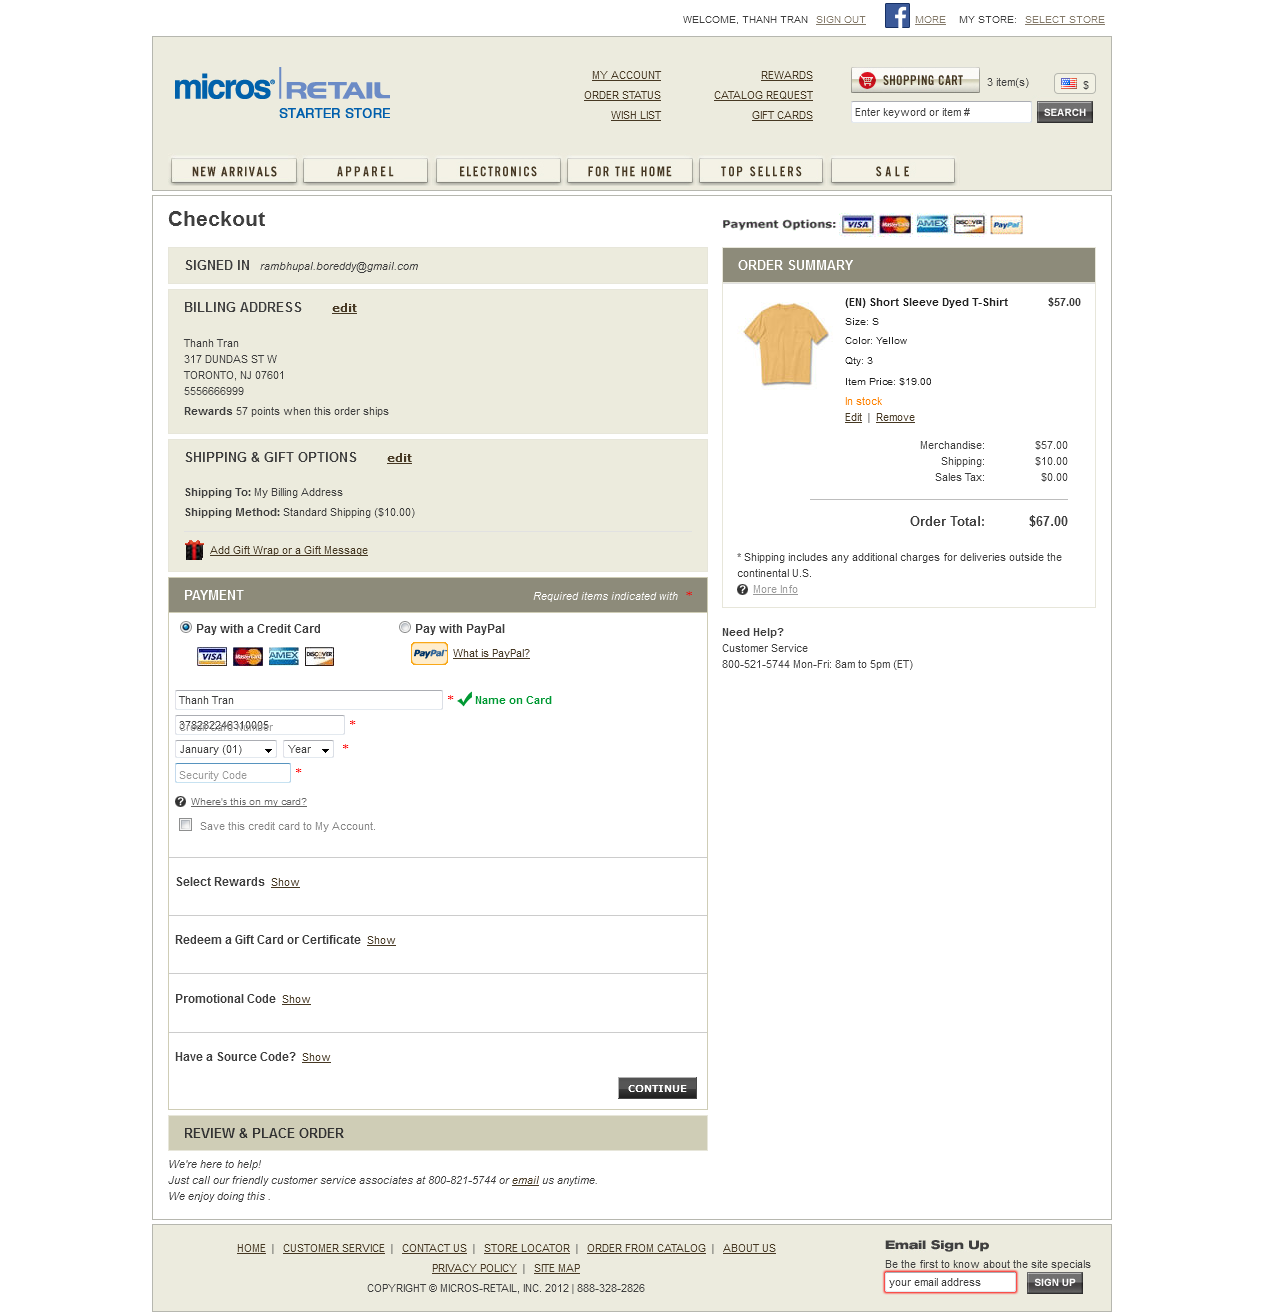 WELCOME, THANH TRAN SIGN OUT MORE MY STORE: SELECT STORE
micros RETAIL
STARTER STORE
MY ACCOUNT
ORDER STATUS
WISH LIST
REWARDS
CATALOG REQUEST
GIFT CARDS
SHOPPING CART 3 item(s) $
Enter keyword or item # SEARCH
NEW ARRIVALS APPAREL ELECTRONICS FOR THE HOME TOP SELLERS SALE
Checkout
Payment Options: VISA MasterCard AMEX DISCOVER PayPal
SIGNED IN rambhupal.boreddy@gmail.com
BILLING ADDRESS edit
Thanh Tran
317 DUNDAS ST W
TORONTO, NJ 07601
5556666999
Rewards 57 points when this order ships
SHIPPING & GIFT OPTIONS edit
Shipping To: My Billing Address
Shipping Method: Standard Shipping ($10.00)
Add Gift Wrap or a Gift Message
PAYMENT Required items indicated with *
Pay with a Credit Card Pay with PayPal
VISA MasterCard AMEX DISCOVER PayPal What is PayPal?
Thanh Tran * Name on Card
378282246310005 *
Credit Card Number
January (01) Year *
Security Code *
? Where's this on my card?
Save this credit card to My Account.
Select Rewards Show
Redeem a Gift Card or Certificate Show
Promotional Code Show
Have a Source Code? Show
CONTINUE
REVIEW & PLACE ORDER
We're here to help!
Just call our friendly customer service associates at 800-821-5744 or email us anytime.
We enjoy doing this .
ORDER SUMMARY
(EN) Short Sleeve Dyed T-Shirt $57.00
Size: S
Color: Yellow
Qty: 3
Item Price: $19.00
In stock
Edit | Remove
Merchandise: $57.00
Shipping: $10.00
Sales Tax: $0.00
Order Total: $67.00
* Shipping includes any additional charges for deliveries outside the
continental U.S.
? More Info
Need Help?
Customer Service
800-521-5744 Mon-Fri: 8am to 5pm (ET)
HOME | CUSTOMER SERVICE | CONTACT US | STORE LOCATOR | ORDER FROM CATALOG | ABOUT US
PRIVACY POLICY | SITE MAP
COPYRIGHT © MICROS-RETAIL, INC. 2012 | 888-328-2826
Email Sign Up
Be the first to know about the site specials
your email address SIGN UP